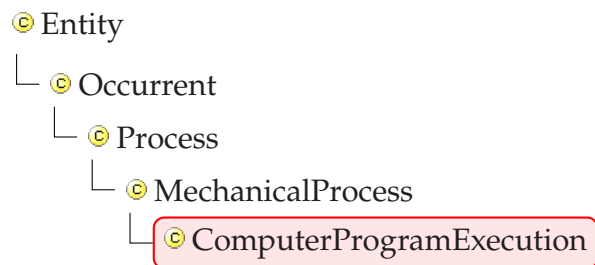 © Entity
© Occurrent
© Process
© MechanicalProcess
© ComputerProgramExecution